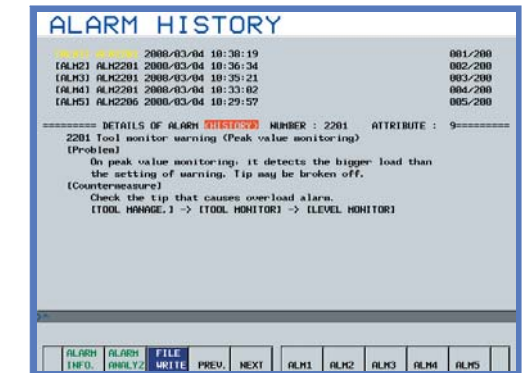 ALARM HISTORY
2008/03/04 10:38:19 001/200
[ALM2] ALM2201 2008/03/04 10:36:34 002/200
[ALM3] ALM2201 2008/03/04 10:35:21 003/200
[ALM4] ALM2201 2008/03/04 10:33:02 004/200
[ALM5] ALM2206 2008/03/04 10:29:57 005/200
========= DETAILS OF ALARM (HISTORY) NUMBER : 2201 ATTRIBUTE : 9=========
2201 Tool monitor warning (Peak value monitoring)
[Problem]
On peak value monitoring, it detects the bigger load than
the setting of warning. Tip may be broken off.
[Countermeasure]
Check the tip that causes overload alarm.
[TOOL MANAGE.] -> [TOOL MONITOR] -> [LEVEL MONITOR]
ALARM INFO. ALARM ANALYZ FILE WRITE PREV. NEXT ALM1 ALM2 ALM3 ALM4 ALM5